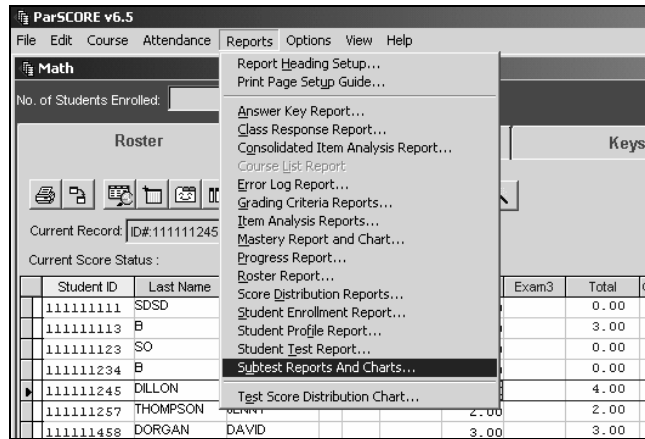 ParSCORE v6.5
File Edit Course Attendance Reports Options View Help
Math
No. of Students Enrolled:
Roster
Keys
Report Heading Setup...
Print Page Setup Guide...
Answer Key Report...
Class Response Report...
Consolidated Item Analysis Report...
Course List Report
Error Log Report...
Grading Criteria Reports...
Item Analysis Reports...
Mastery Report and Chart...
Progress Report...
Roster Report...
Score Distribution Reports...
Student Enrollment Report...
Student Profile Report...
Student Test Report...
Subtest Reports And Charts...
Test Score Distribution Chart...
Current Record: ID#:111111245
Current Score Status :
Student ID Last Name Exam3 Total
111111111 SDSD 0.00
111111113 B 3.00
111111123 SO 0.00
111111234 B 0.00
111111245 DILLON 4.00
111111257 THOMPSON JENNY 2.00 2.00
111111458 DORGAN DAVID 3.00 3.00